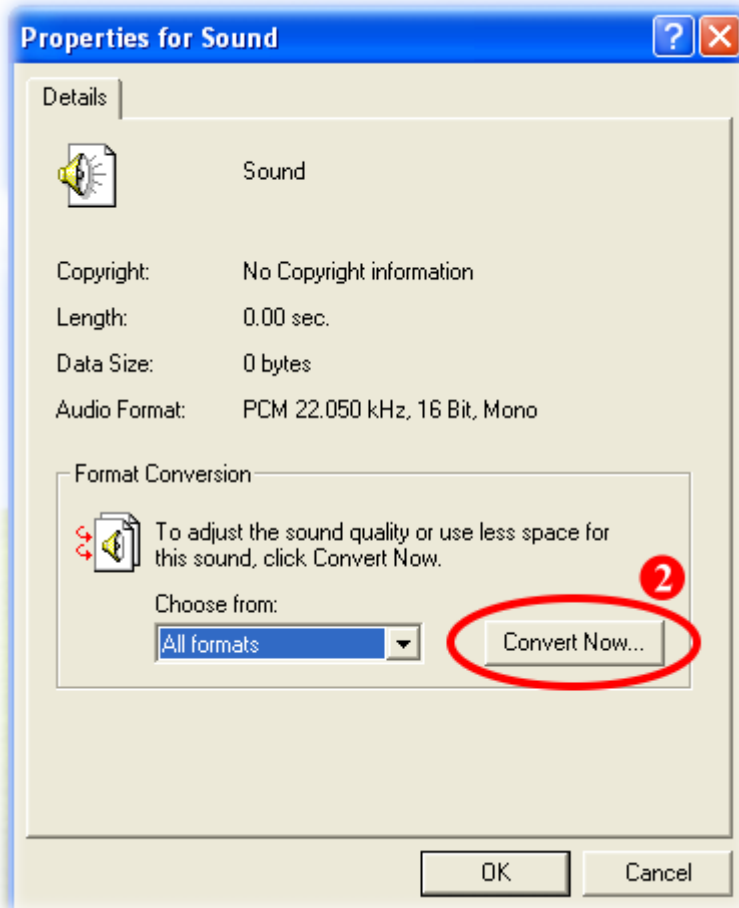 Properties for Sound
Details
Sound
Copyright: No Copyright information
Length: 0.00 sec.
Data Size: 0 bytes
Audio Format: PCM 22.050 kHz, 16 Bit, Mono
Format Conversion
To adjust the sound quality or use less space for
this sound, click Convert Now.
2
Choose from:
All formats
Convert Now...
OK Cancel